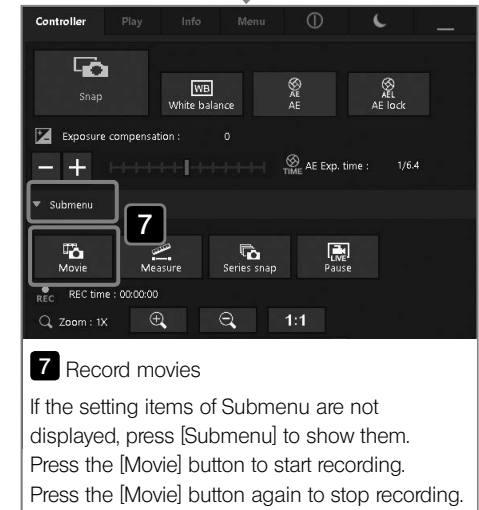 Controller Play Info Menu
Snap
WB
White balance
AE
AE
AEL
AE lock
Exposure compensation : 0
TIME AE Exp. time : 1/6.4
Submenu
7
Movie
Measure
Series snap
LIVE
Pause
REC REC time : 00:00:00
Zoom : 1X 1:1
7 Record movies
If the setting items of Submenu are not
displayed, press [Submenu] to show them.
Press the [Movie] button to start recording.
Press the [Movie] button again to stop recording.